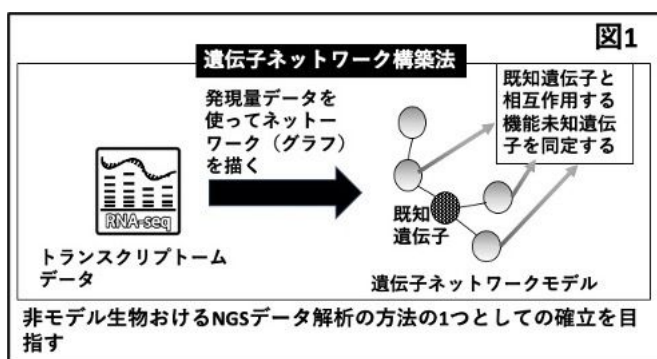 図1
遺伝子ネットワーク構築法
発現量データを
使ってネットー
ワーク（グラフ）
を描く
既知遺伝子と
相互作用する
機能未知遺伝
子を同定する
RNA-seq
既知
遺伝子
トランスクリプトーム
データ
遺伝子ネットワークモデル
非モデル生物おけるNGSデータ解析の方法の1つとしての確立を目
指す